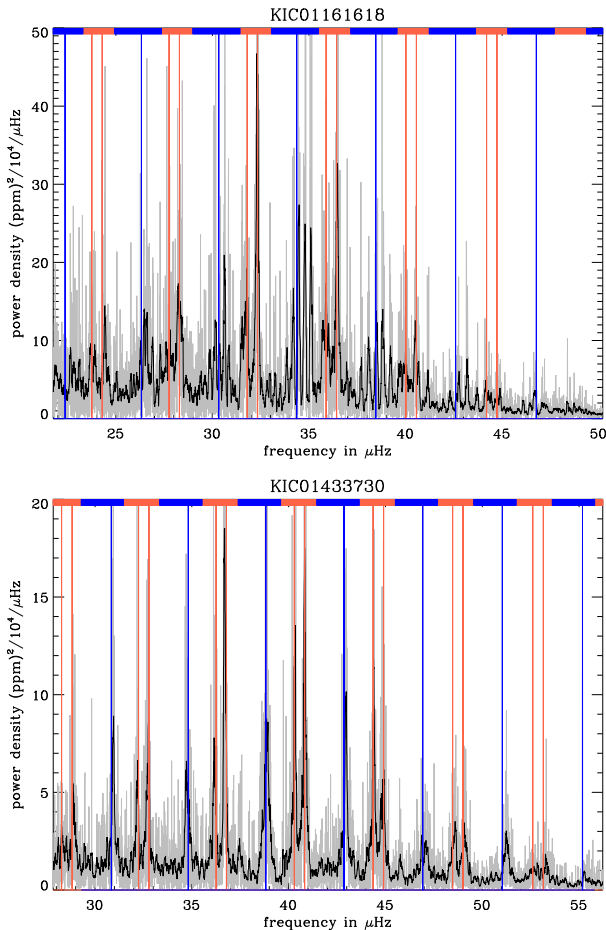 KIC01161618
50
40
30
20
10
0
power density (ppm)²/10⁴/μHz
25 30 35 40 45 50
frequency in μHz
KIC01433730
20
15
10
5
0
power density (ppm)²/10⁴/μHz
30 35 40 45 50 55
frequency in μHz